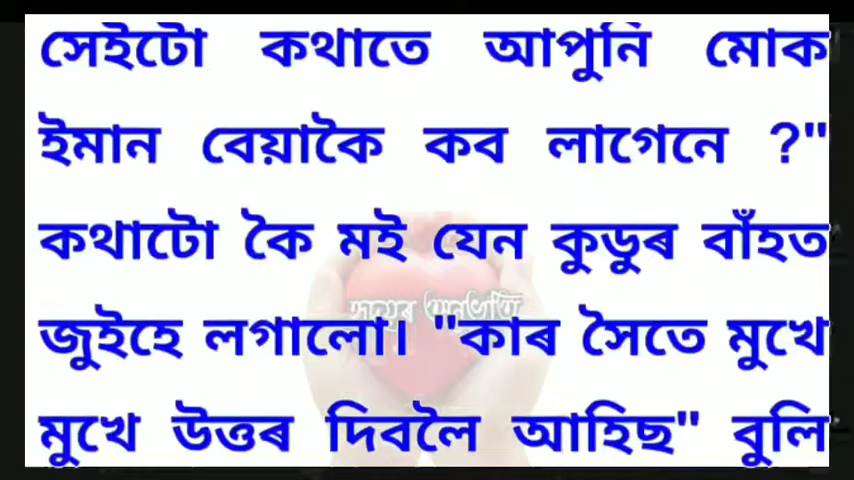 সেইটো কথাতে আপুনি মোক
ইমান বেয়াকৈ কব লাগেনে ?"
কথাটো কৈ মই যেন কুডুৰ বাঁহত
জুইহে লগালো। "কাৰ সৈতে মুখে
মুখে উত্তৰ দিবলৈ আহিছ" বুলি